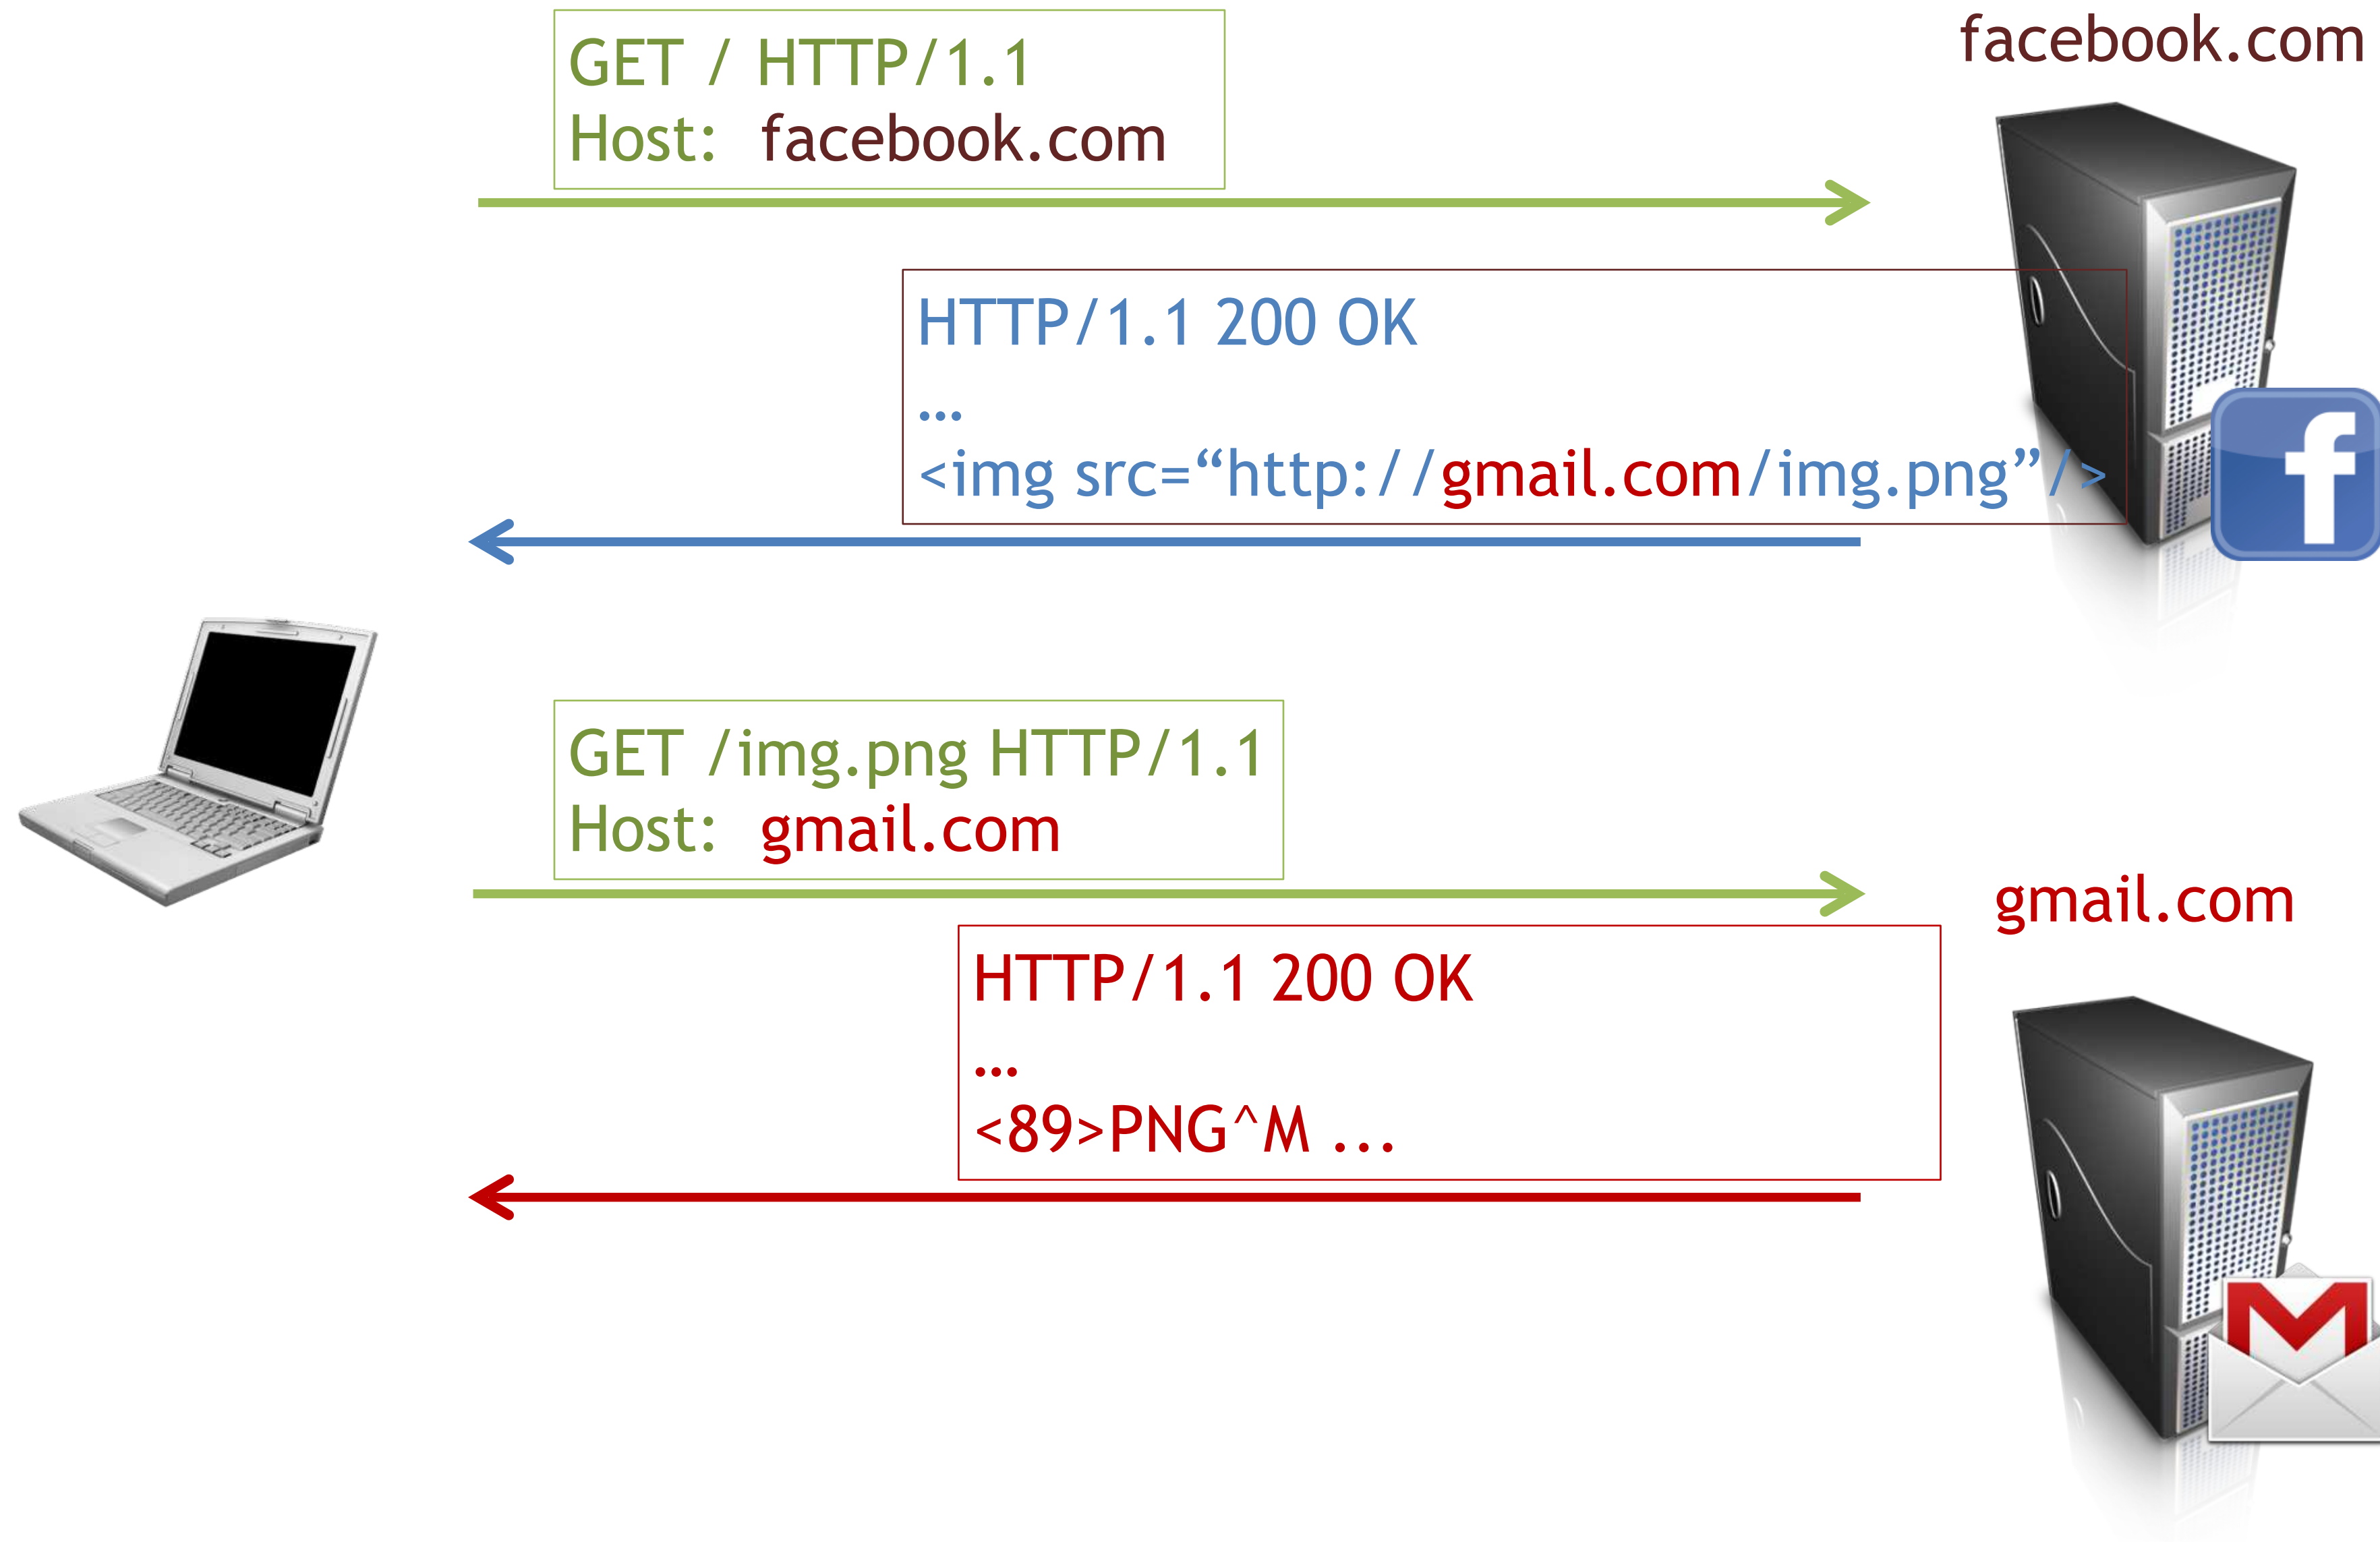 facebook.com
GET / HTTP/1.1
Host: facebook.com
HTTP/1.1 200 OK
…
<img src=“http://gmail.com/img.png”/>
f
GET /img.png HTTP/1.1
Host: gmail.com
gmail.com
HTTP/1.1 200 OK
…
<89>PNG^M ...
M